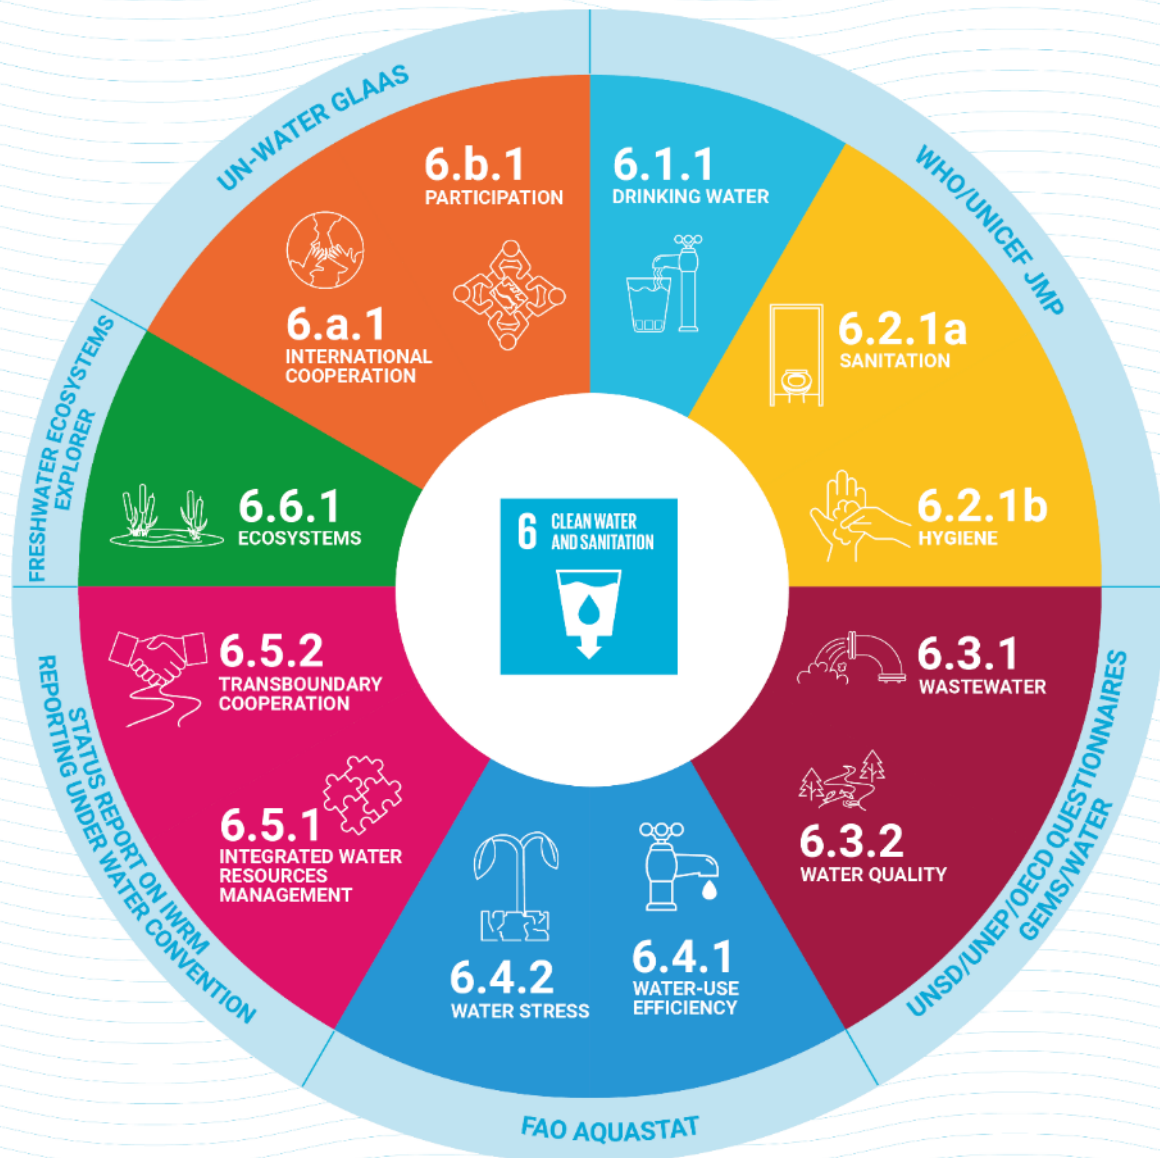 UN-WATER GLAAS
6.b.1
PARTICIPATION
6.a.1
INTERNATIONAL
COOPERATION
6.1.1
DRINKING WATER
WHO/UNICEF JMP
6.2.1a
SANITATION
6.2.1b
HYGIENE
6.3.1
WASTEWATER
6.3.2
WATER QUALITY
UNSD/UNEP/OECD QUESTIONNAIRES
GEMS/WATER
6.4.1
WATER-USE
EFFICIENCY
6.4.2
WATER STRESS
FAO AQUASTAT
6.5.1
INTEGRATED WATER
RESOURCES
MANAGEMENT
6.5.2
TRANSBOUNDARY
COOPERATION
STATUS REPORT ON IWRM
REPORTING UNDER WATER CONVENTION
6.6.1
ECOSYSTEMS
FRESHWATER ECOSYSTEMS
EXPLORER
6 CLEAN WATER
AND SANITATION